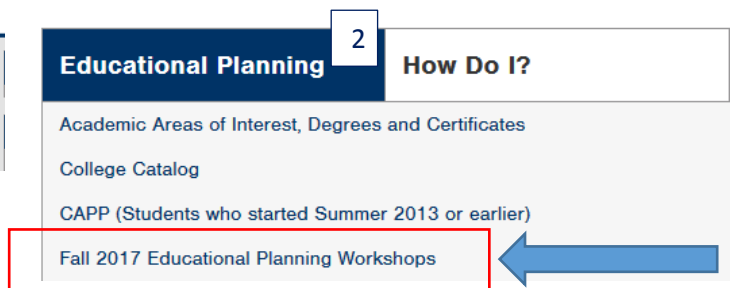 2
Educational Planning How Do I?
Academic Areas of Interest, Degrees and Certificates
College Catalog
CAPP (Students who started Summer 2013 or earlier)
Fall 2017 Educational Planning Workshops